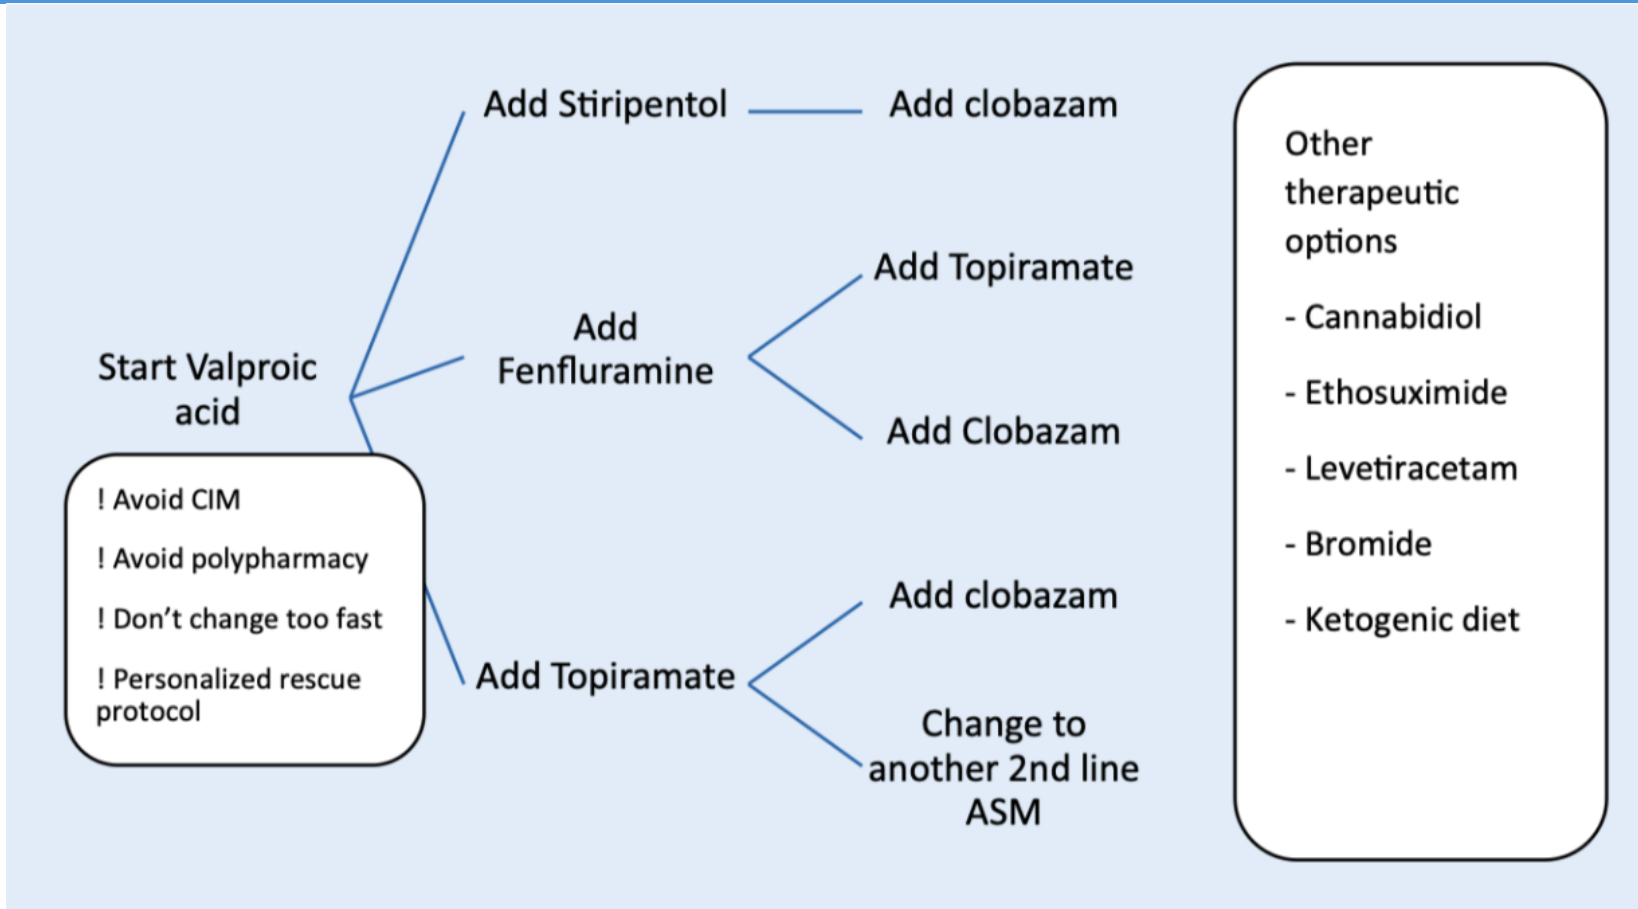 Add Stiripentol
Add clobazam
Add Topiramate
Add
Fenfluramine
Add Clobazam
Start Valproic
acid
! Avoid CIM
! Avoid polypharmacy
! Don't change too fast
! Personalized rescue
protocol
Add Topiramate
Add clobazam
Change to
another 2nd line
ASM
Other
therapeutic
options
- Cannabidiol
- Ethosuximide
- Levetiracetam
- Bromide
- Ketogenic diet